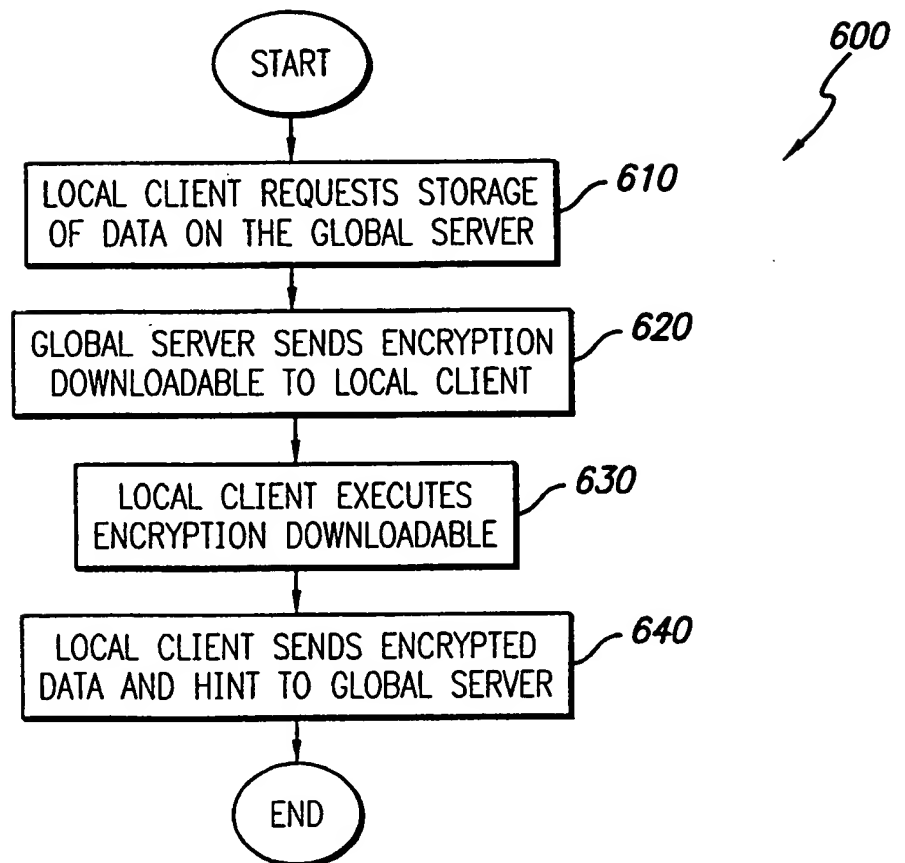 START
600
LOCAL CLIENT REQUESTS STORAGE
OF DATA ON THE GLOBAL SERVER
610
GLOBAL SERVER SENDS ENCRYPTION
DOWNLOADABLE TO LOCAL CLIENT
620
LOCAL CLIENT EXECUTES
ENCRYPTION DOWNLOADABLE
630
LOCAL CLIENT SENDS ENCRYPTED
DATA AND HINT TO GLOBAL SERVER
640
END